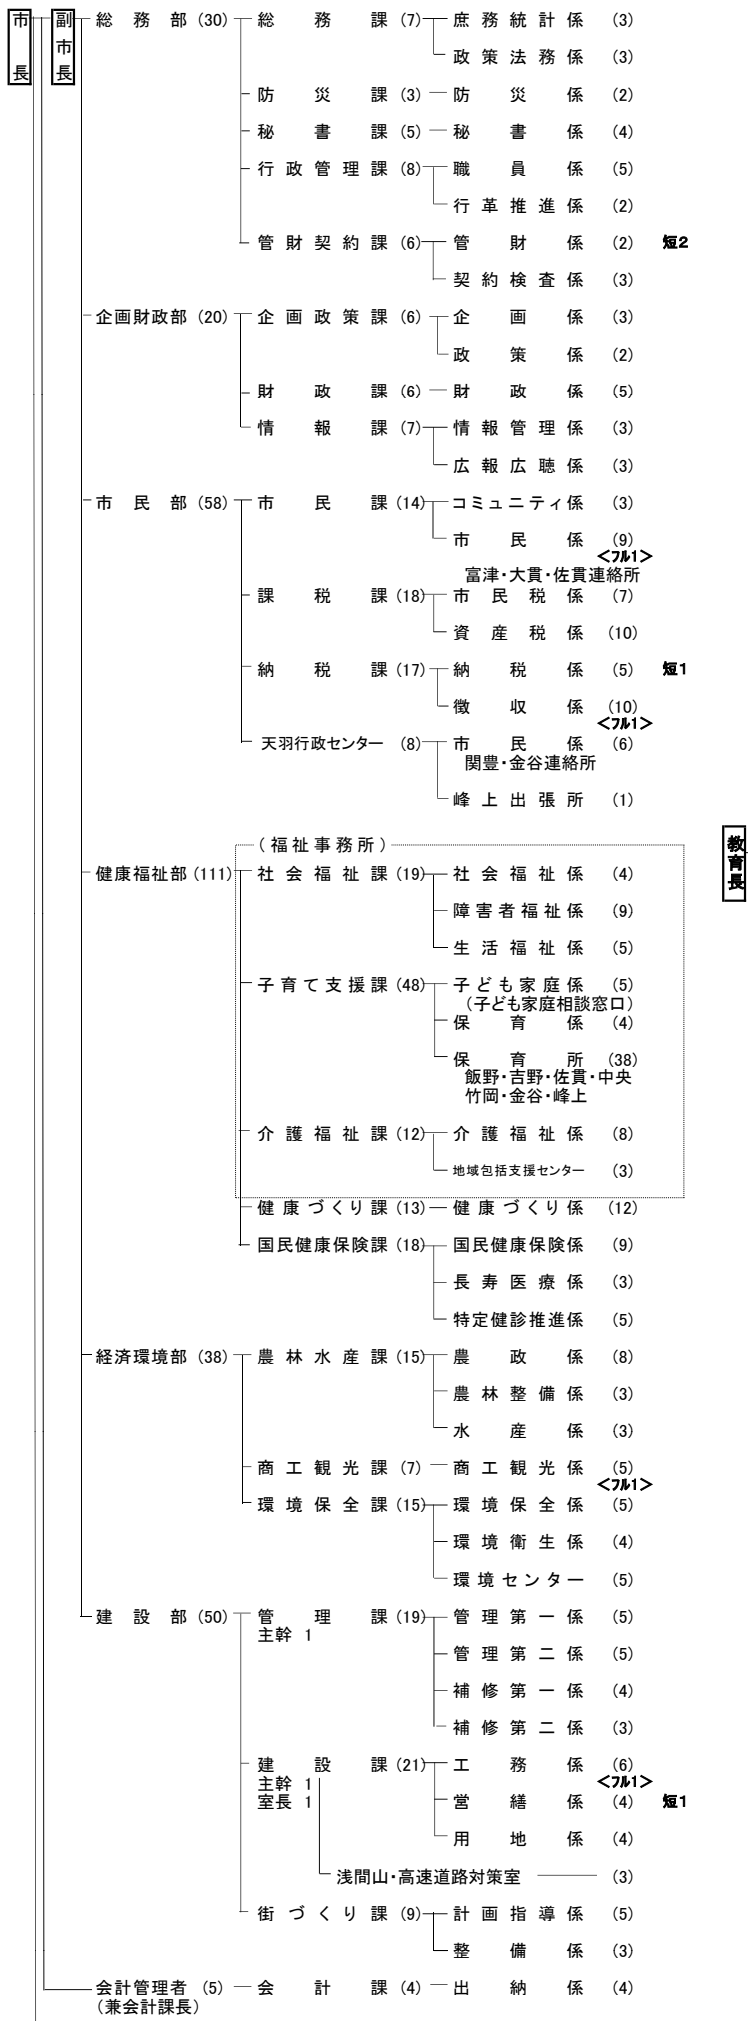 市長 副市長 総務部 (30) 総務課 (7) 庶務統計係 (3)
政策法務係 (3)
防災課 (3) 防災係 (2)
秘書課 (5) 秘書係 (4)
行政管理課 (8) 職員係 (5)
行革推進係 (2)
管財契約課 (6) 管財係 (2) 短2
契約検査係 (3)
企画財政部 (20) 企画政策課 (6) 企画係 (3)
政策係 (2)
財政課 (6) 財政係 (5)
情報課 (7) 情報管理係 (3)
広報広聴係 (3)
市民部 (58) 市民課 (14) コミュニティ係 (3)
市民係 (9)
<フル1>
富津・大貫・佐貫連絡所
課税課 (18) 市民税係 (7)
資産税係 (10)
納税課 (17) 納税係 (5) 短1
徴収係 (10)
<フル1>
天羽行政センター (8) 市民係 (6)
関豊・金谷連絡所
峰上出張所 (1)
教育長
(福祉事務所)
健康福祉部 (111) 社会福祉課 (19) 社会福祉係 (4)
障害者福祉係 (9)
生活福祉係 (5)
子育て支援課 (48) 子ども家庭係 (5)
(子ども家庭相談窓口)
保育係 (4)
保育所 (38)
飯野・吉野・佐貫・中央
竹岡・金谷・峰上
介護福祉課 (12) 介護福祉係 (8)
地域包括支援センター (3)
健康づくり課 (13) 健康づくり係 (12)
国民健康保険課 (18) 国民健康保険係 (9)
長寿医療係 (3)
特定健診推進係 (5)
経済環境部 (38) 農林水産課 (15) 農政係 (8)
農林整備係 (3)
水産係 (3)
商工観光課 (7) 商工観光係 (5)
<フル1>
環境保全課 (15) 環境保全係 (5)
環境衛生係 (4)
環境センター (5)
建設部 (50) 管理課 (19) 管理第一係 (5)
主幹 1
管理第二係 (5)
補修第一係 (4)
補修第二係 (3)
建設課 (21) 工務係 (6)
主幹 1 <フル1>
室長 1 営繕係 (4) 短1
用地係 (4)
浅間山・高速道路対策室 (3)
街づくり課 (9) 計画指導係 (5)
整備係 (3)
会計管理者 (5) 会計課 (4) 出納係 (4)
(兼会計課長)